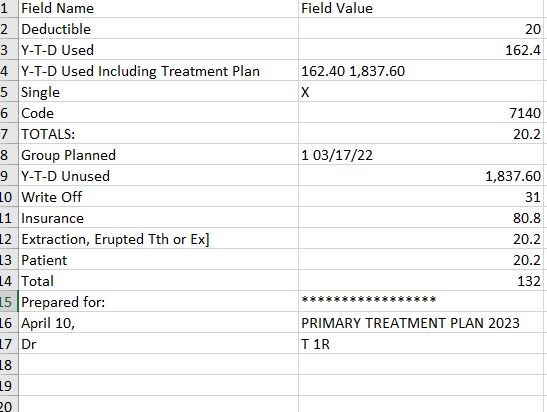 1 Field Name Field Value
2 Deductible 20
3 Y-T-D Used 162.4
4 Y-T-D Used Including Treatment Plan 162.40 1,837.60
5 Single X
6 Code 7140
7 TOTALS: 20.2
8 Group Planned 1 03/17/22
9 Y-T-D Unused 1,837.60
10 Write Off 31
11 Insurance 80.8
12 Extraction, Erupted Tth or Ex] 20.2
13 Patient 20.2
14 Total 132
15 Prepared for: *****************
16 April 10, PRIMARY TREATMENT PLAN 2023
17 Dr T 1R
18
19
20